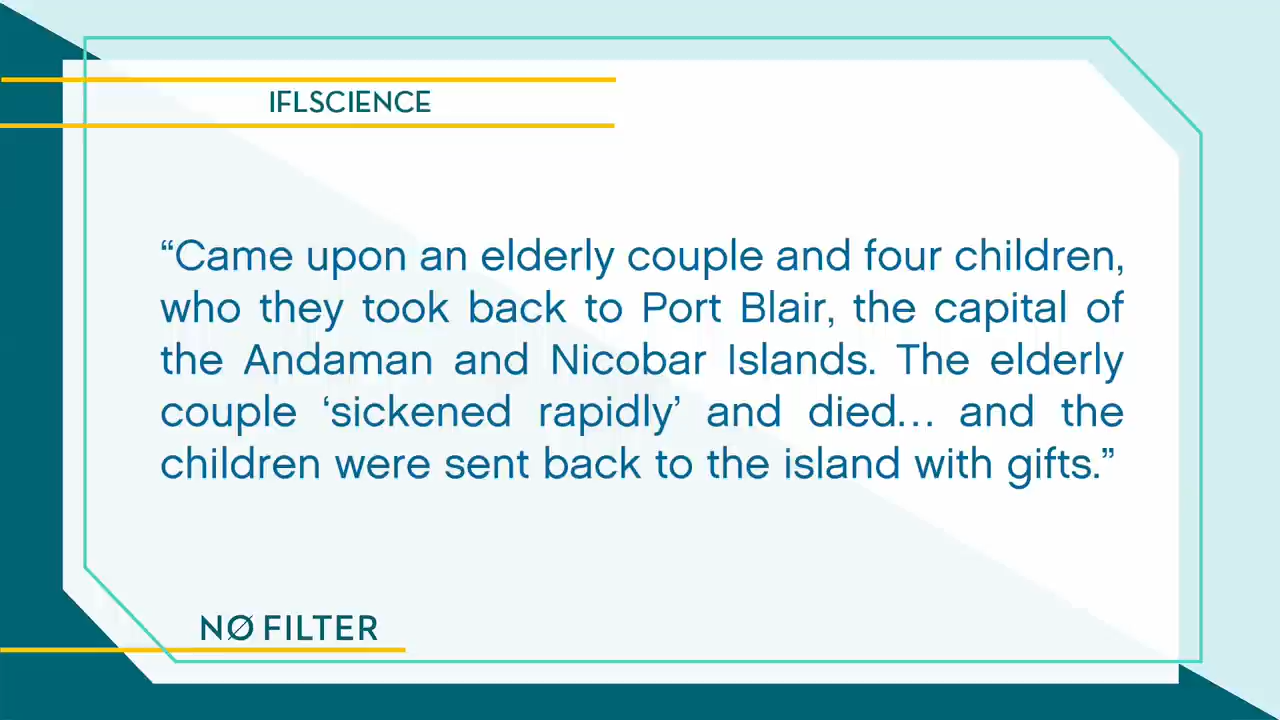 IFLSCIENCE
“Came upon an elderly couple and four children,
who they took back to Port Blair, the capital of
the Andaman and Nicobar Islands. The elderly
couple ‘sickened rapidly’ and died… and the
children were sent back to the island with gifts.”
NØ FILTER